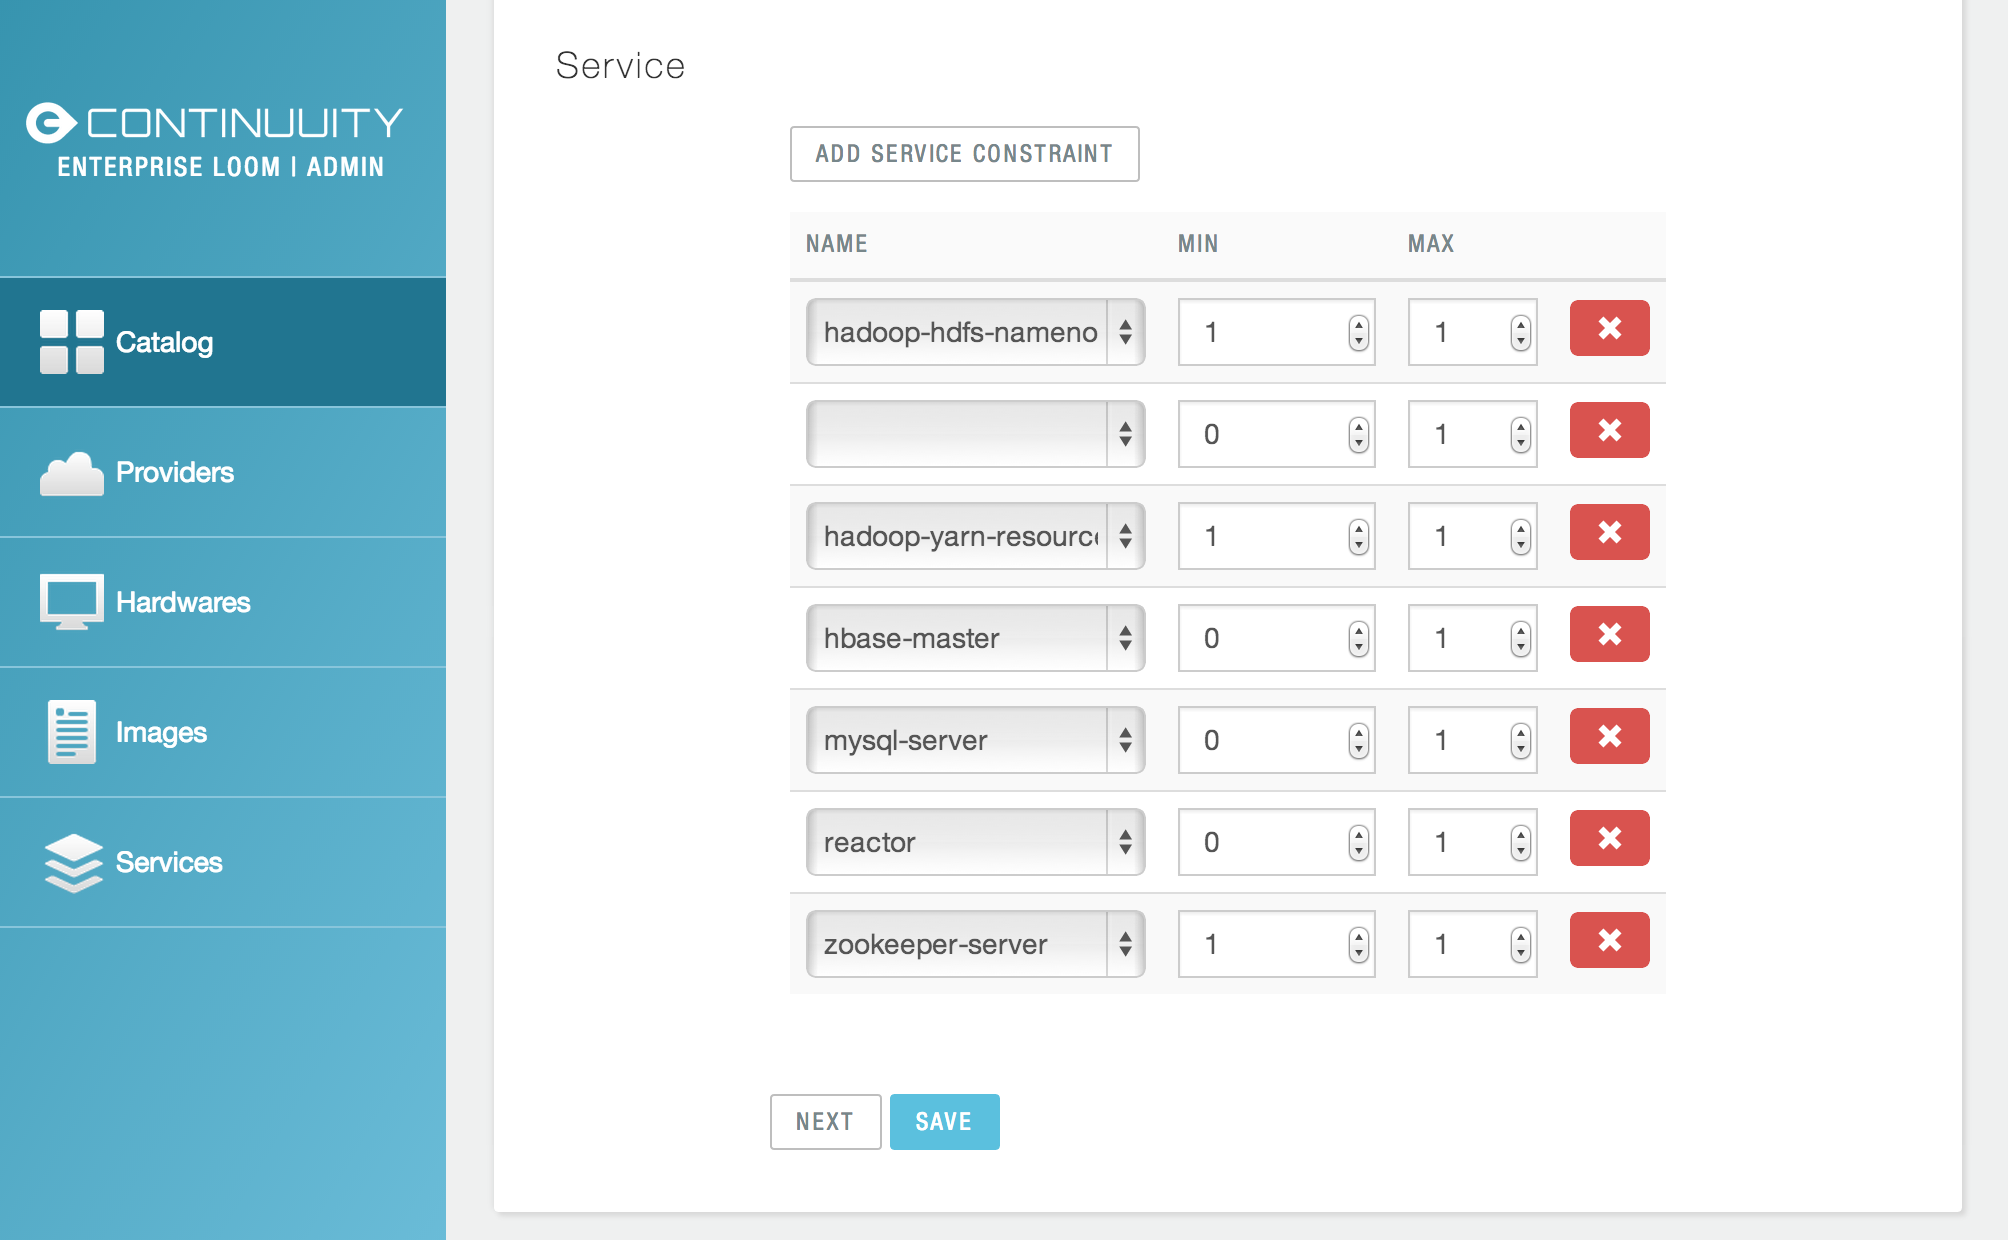 CONTINUUITY
ENTERPRISE LOOM | ADMIN
Catalog
Providers
Hardwares
Images
Services
Service
ADD SERVICE CONSTRAINT
NAME MIN MAX
hadoop-hdfs-nameno 1 1
0 1
hadoop-yarn-resourc 1 1
hbase-master 0 1
mysql-server 0 1
reactor 0 1
zookeeper-server 1 1
NEXT SAVE